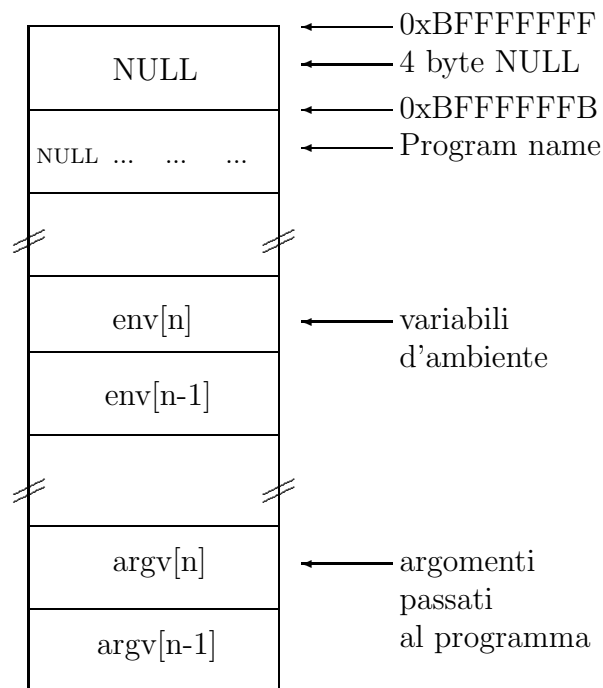 0xBFFFFFFF
NULL
4 byte NULL
0xBFFFFFFB
NULL ... ... ...
Program name
env[n]
variabili
d'ambiente
env[n-1]
argv[n]
argomenti
passati
argv[n-1]
al programma